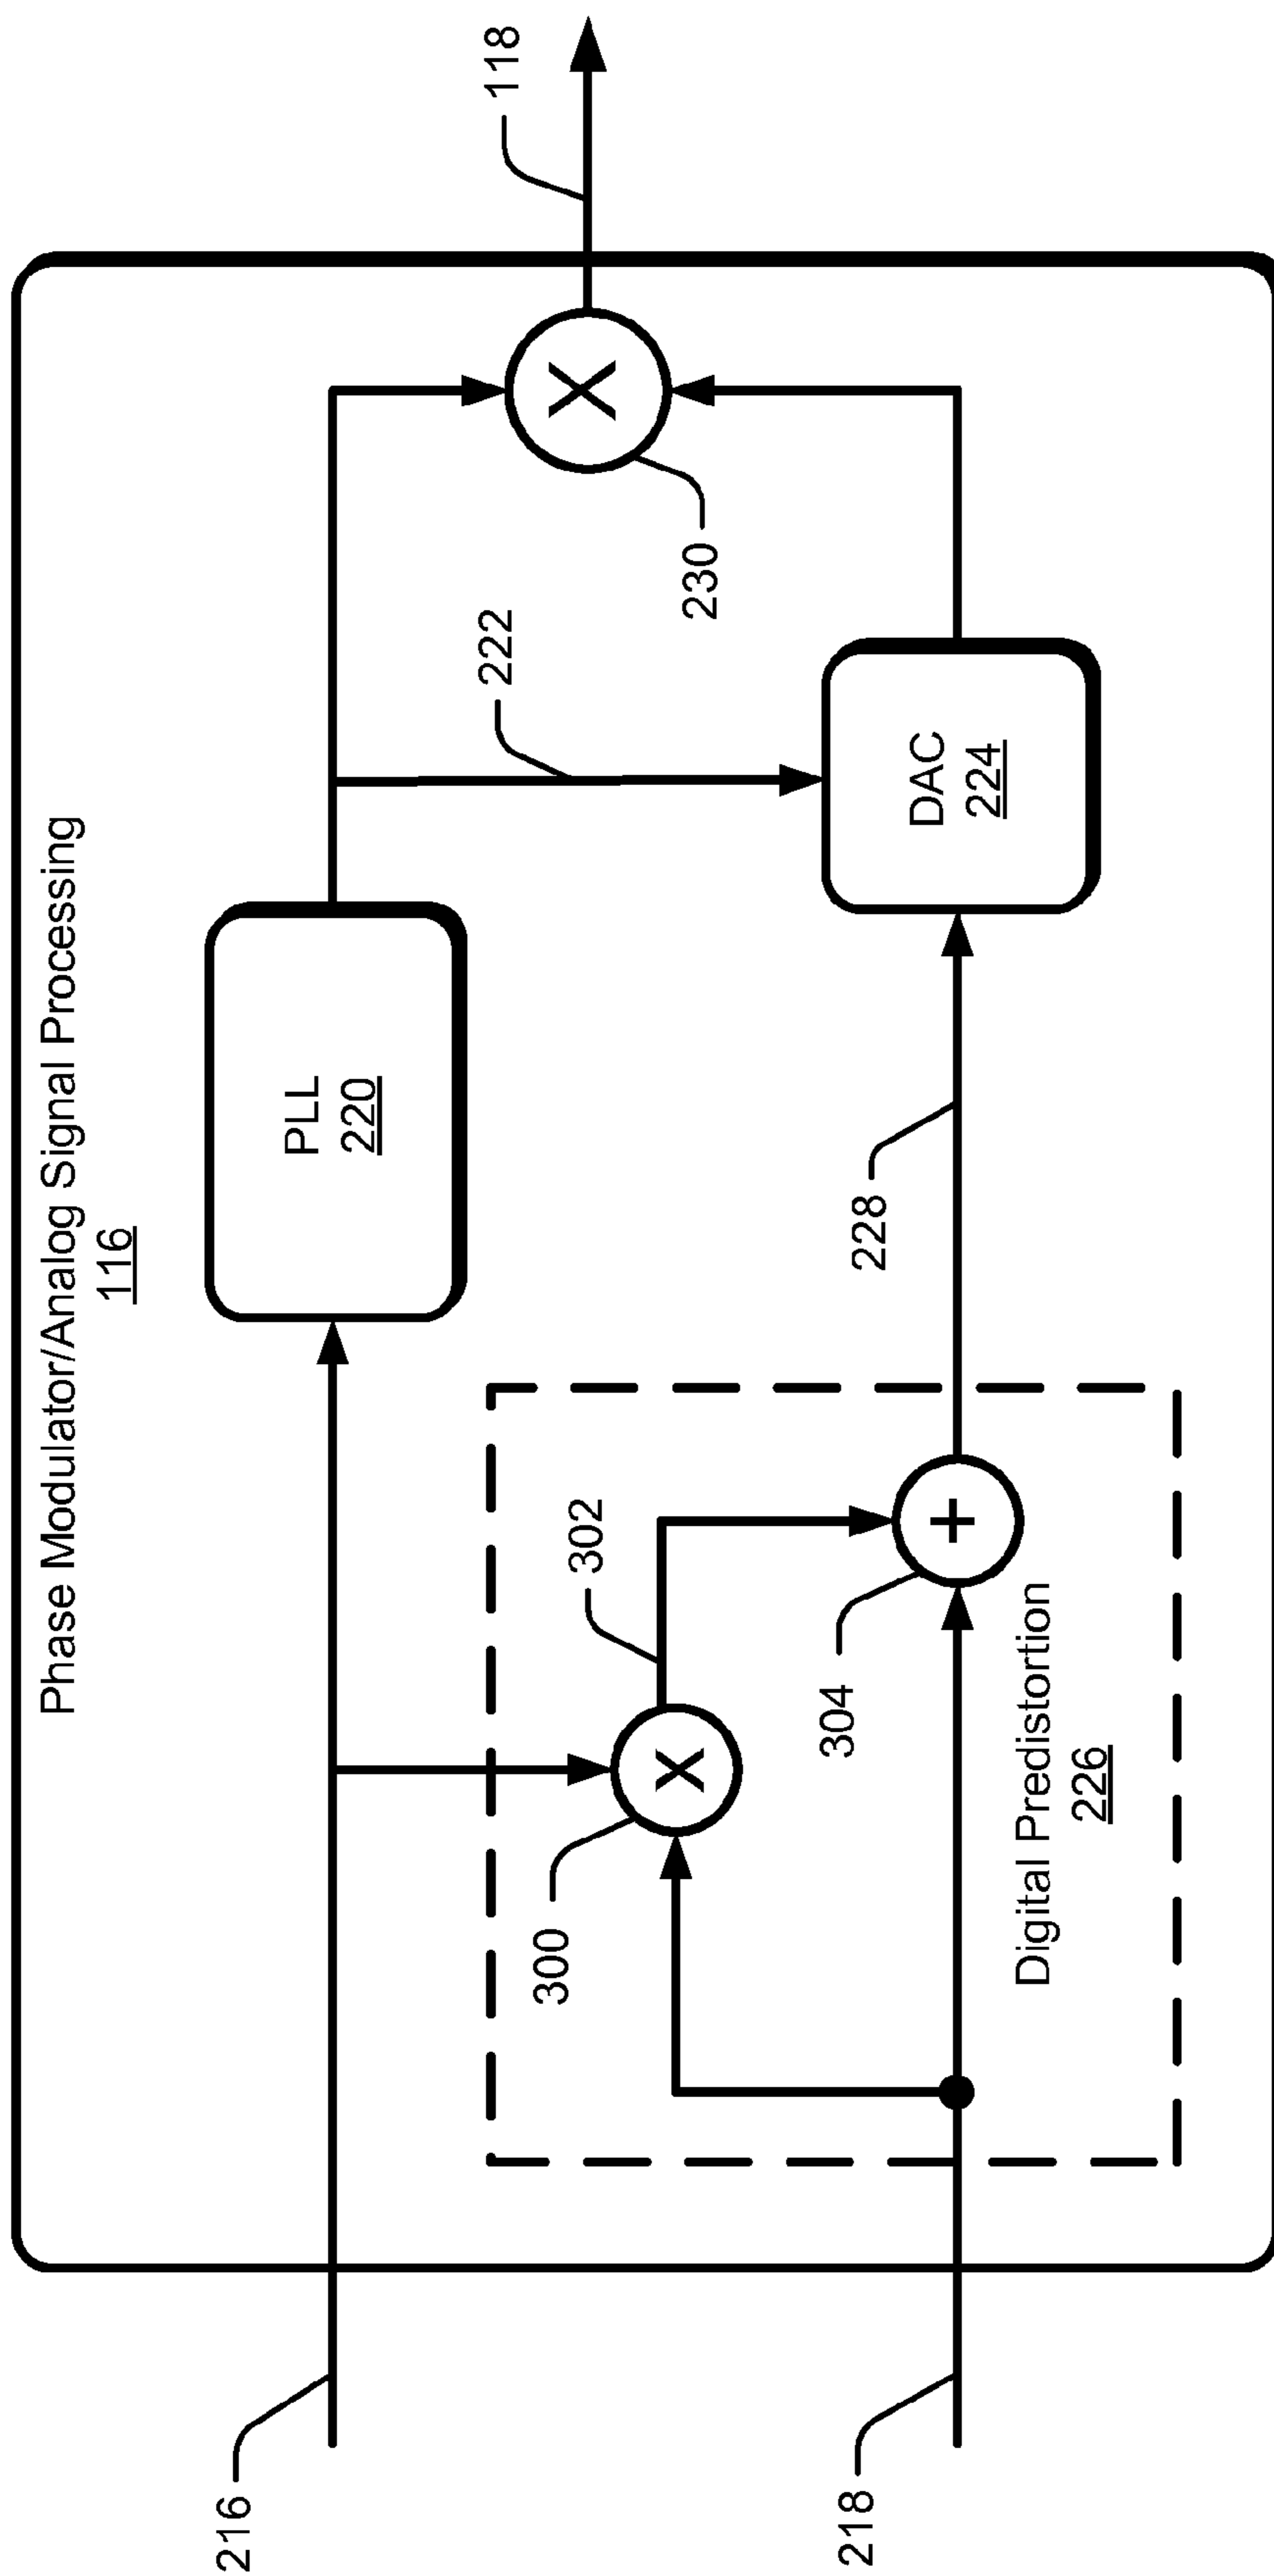 Phase Modulator/Analog Signal Processing
116
216
PLL
220
118
222
230
X
300
X
302
304
+
228
DAC
224
Digital Predistortion
226
218